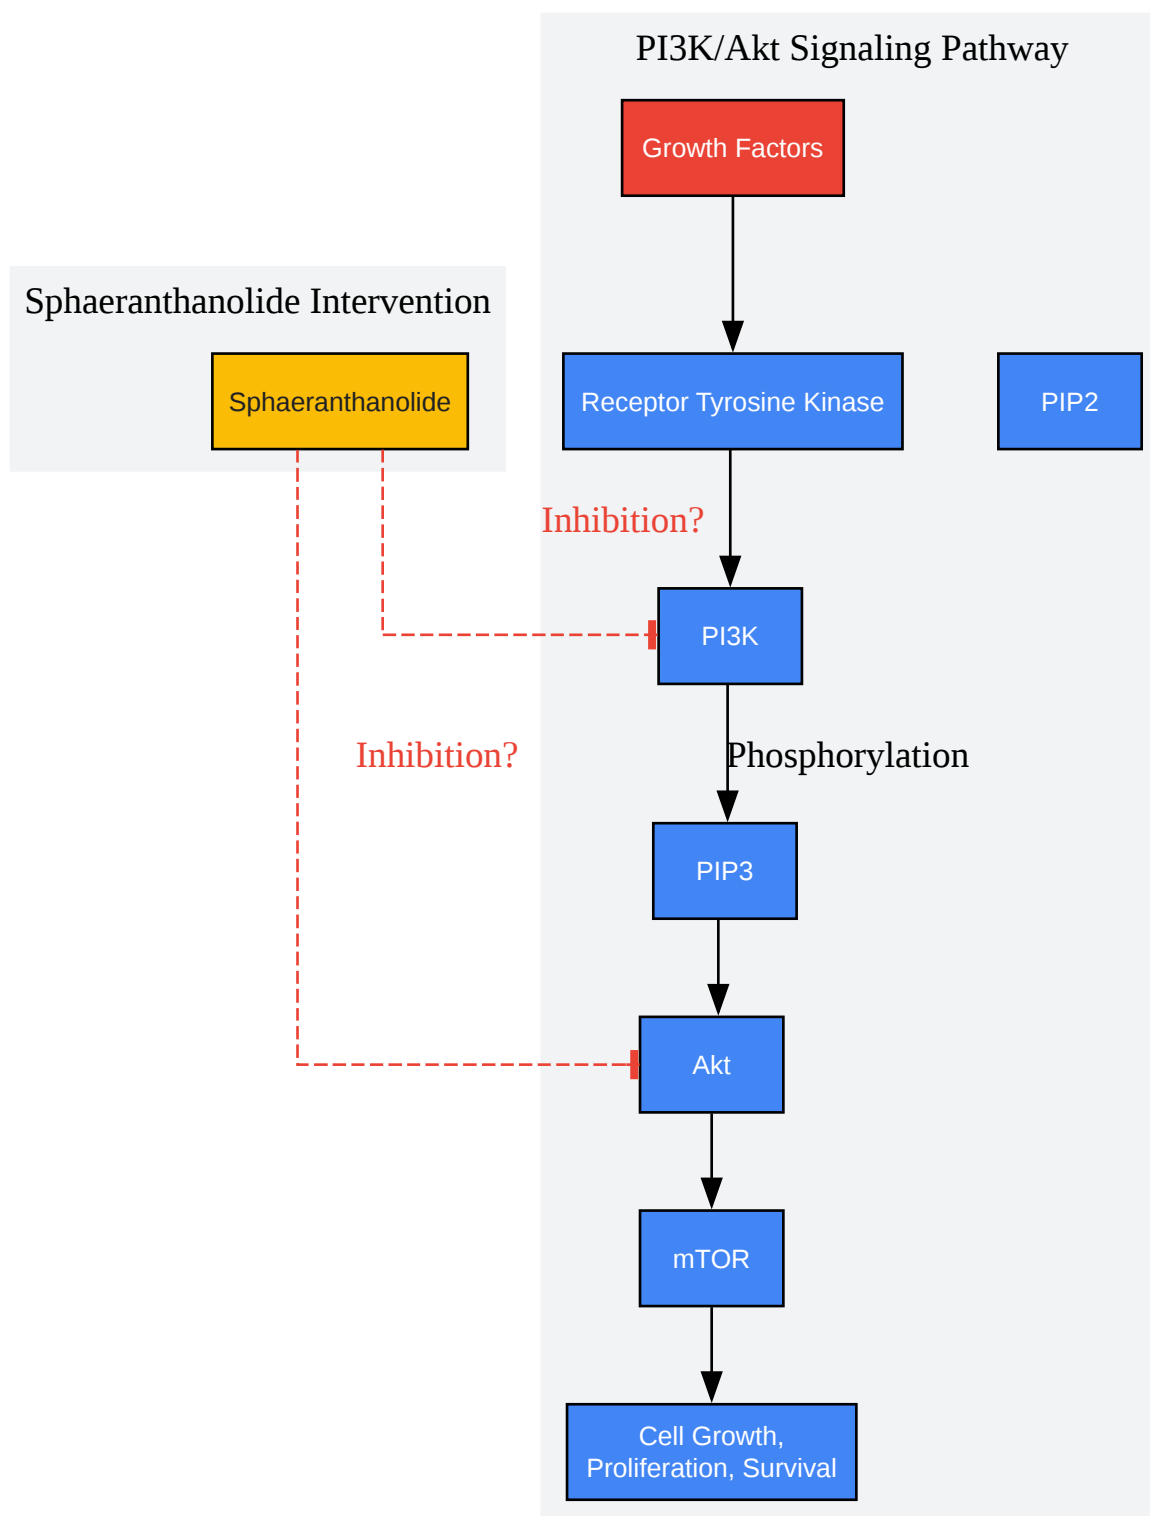 PI3K/Akt Signaling Pathway
Growth Factors
Sphaeranthanolide Intervention
Sphaeranthanolide
Receptor Tyrosine Kinase
PIP2
Inhibition?
PI3K
Inhibition?
Phosphorylation
PIP3
Akt
mTOR
Cell Growth,
Proliferation, Survival